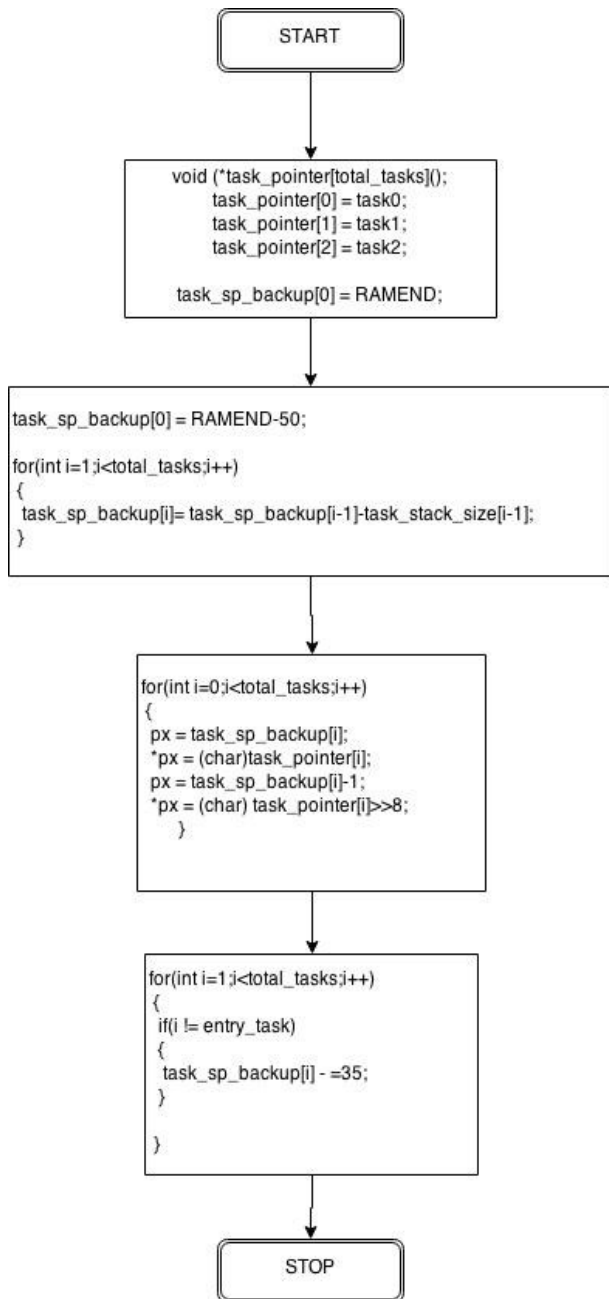 START
void (*task_pointer[total_tasks]();
task_pointer[0] = task0;
task_pointer[1] = task1;
task_pointer[2] = task2;
task_sp_backup[0] = RAMEND;
task_sp_backup[0] = RAMEND-50;
for(int i=1;i<total_tasks;i++)
{
task_sp_backup[i]= task_sp_backup[i-1]-task_stack_size[i-1];
}
for(int i=0;i<total_tasks;i++)
{
px = task_sp_backup[i];
*px = (char)task_pointer[i];
px = task_sp_backup[i]-1;
*px = (char) task_pointer[i]>>8;
}
for(int i=1;i<total_tasks;i++)
{
if(i != entry_task)
{
task_sp_backup[i] - =35;
}
}
STOP